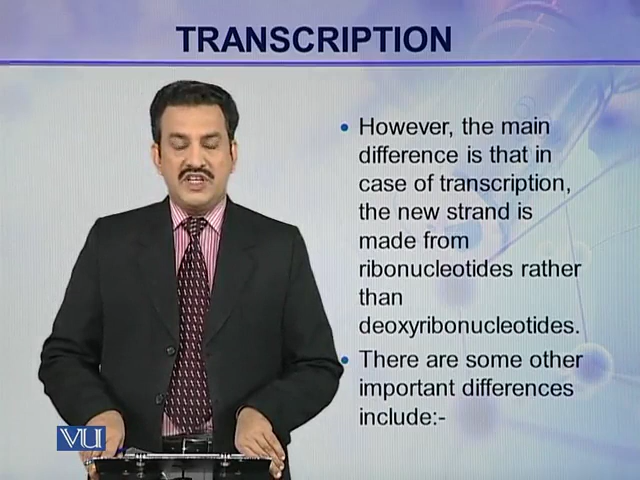 TRANSCRIPTION
However, the main
difference is that in
case of transcription,
the new strand is
made from
ribonucleotides rather
than
deoxyribonucleotides.
There are some other
important differences
include:-
VU